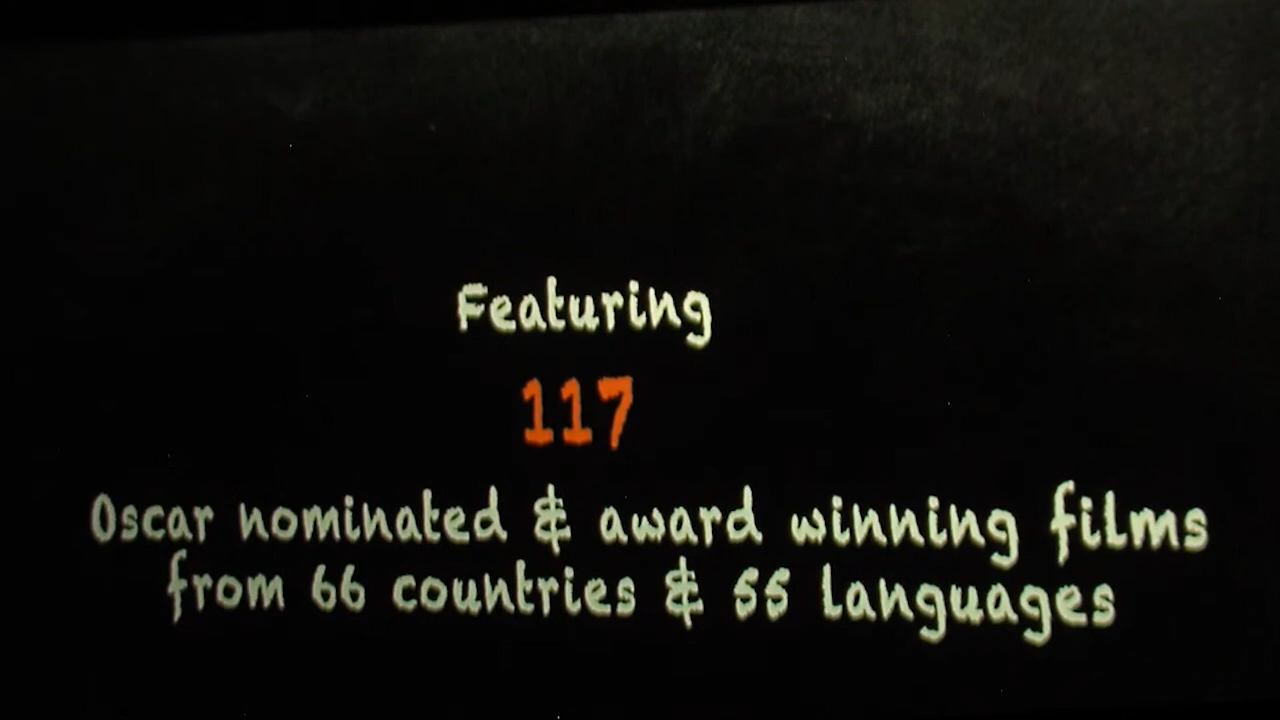 Featuring
117
Oscar nominated & award winning films
from 66 countries & 55 languages